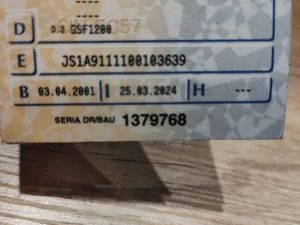 ----
----
D D.3 GSF1200
E JS1A9111100103639
B 03.04.2001 I 25.03.2024 H ---
SERIA DR/BAU 1379768